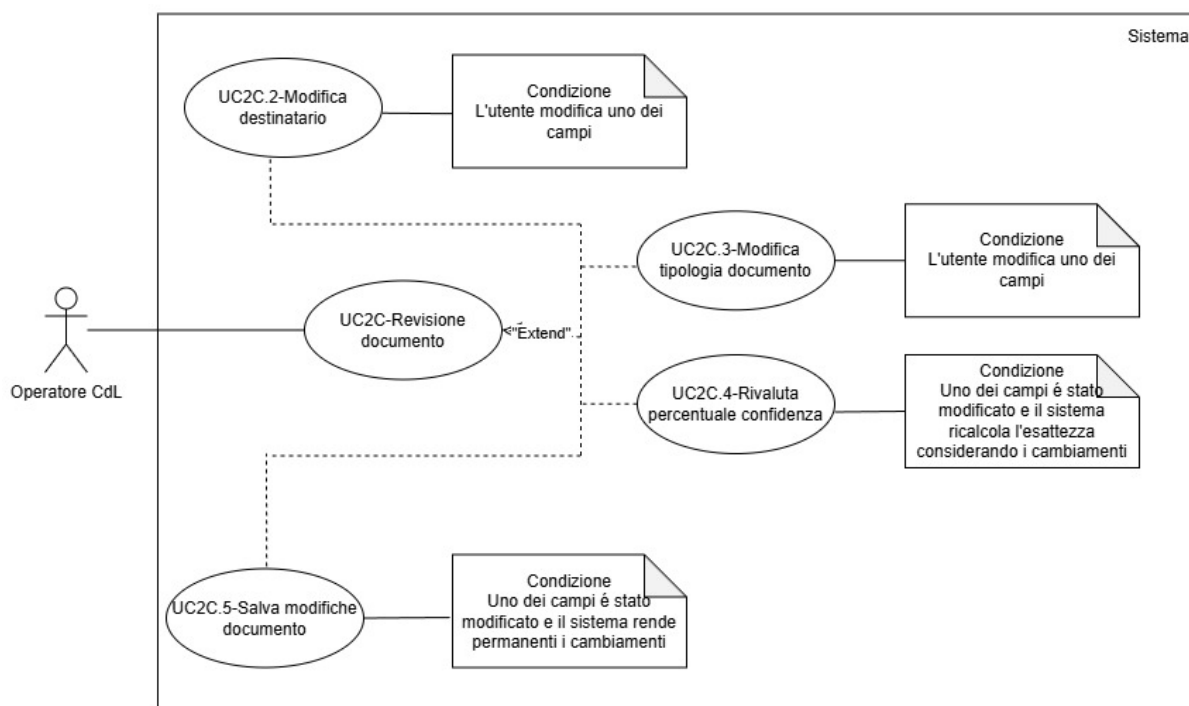 Sistema
UC2C.2-Modifica
destinatario
Condizione
L'utente modifica uno dei
campi
UC2C.3-Modifica
tipologia documento
Condizione
L'utente modifica uno dei
campi
UC2C-Revisione
documento
"Extend"
Operatore CdL
UC2C.4-Rivaluta
percentuale confidenza
Condizione
Uno dei campi é stato
modificato e il sistema
ricalcola l'esattezza
considerando i cambiamenti
UC2C.5-Salva modifiche
documento
Condizione
Uno dei campi é stato
modificato e il sistema rende
permanenti i cambiamenti